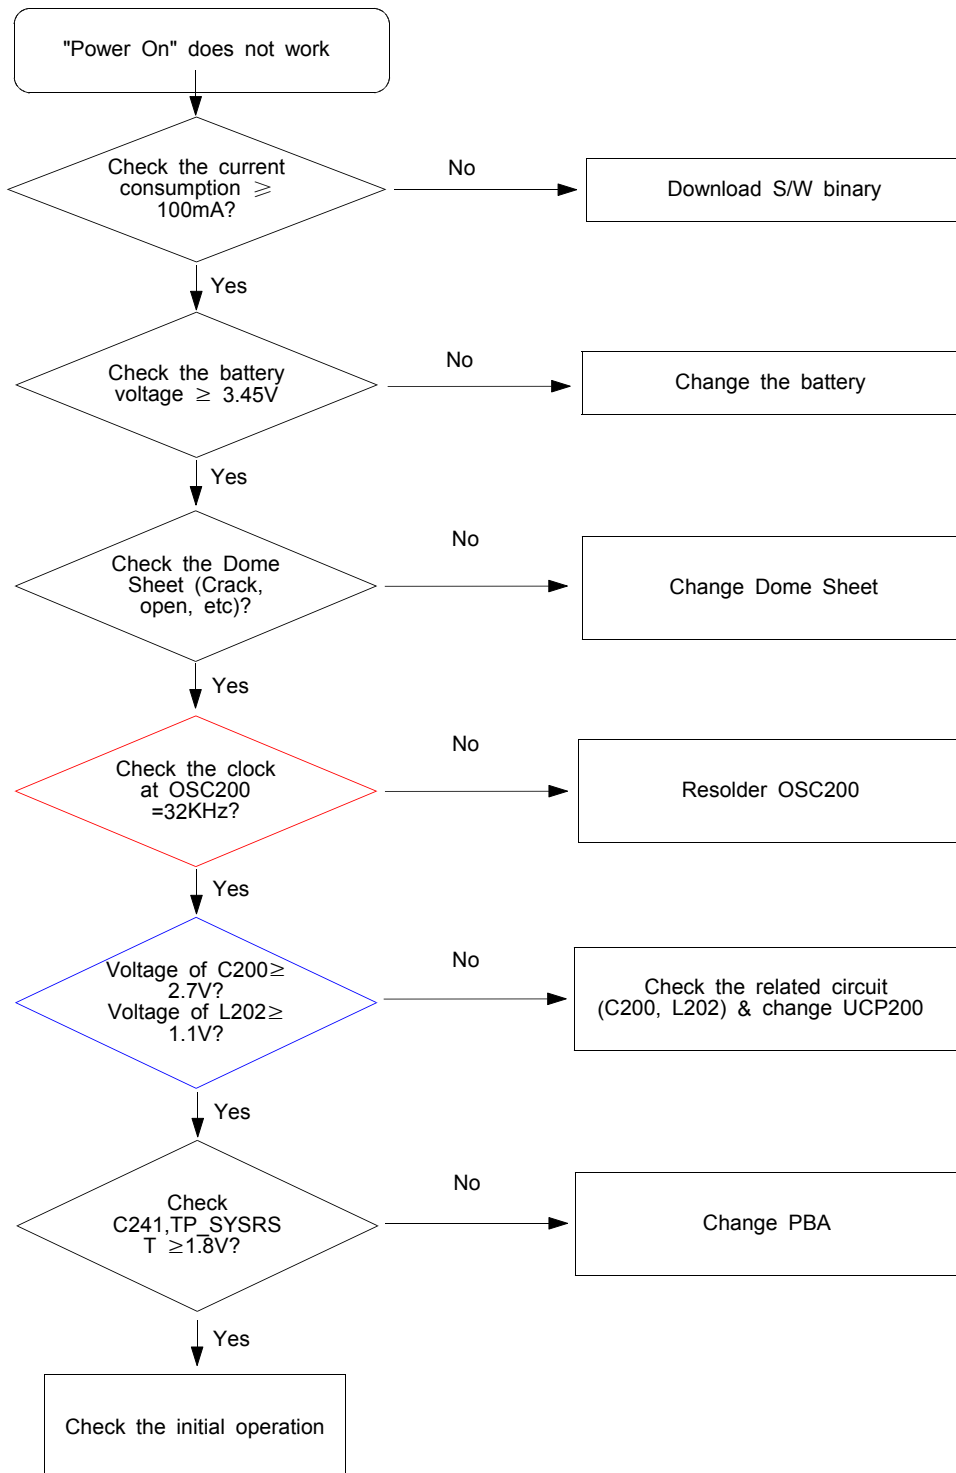 "Power On" does not work
Check the current
consumption ≥
100mA?
No
Download S/W binary
Yes
Check the battery
voltage ≥ 3.45V
No
Change the battery
Yes
Check the Dome
Sheet (Crack,
open, etc)?
No
Change Dome Sheet
Yes
Check the clock
at OSC200
=32KHz?
No
Resolder OSC200
Yes
Voltage of C200≥
2.7V?
Voltage of L202≥
1.1V?
No
Check the related circuit
(C200, L202) & change UCP200
Yes
Check
C241,TP_SYSRS
T ≥1.8V?
No
Change PBA
Yes
Check the initial operation